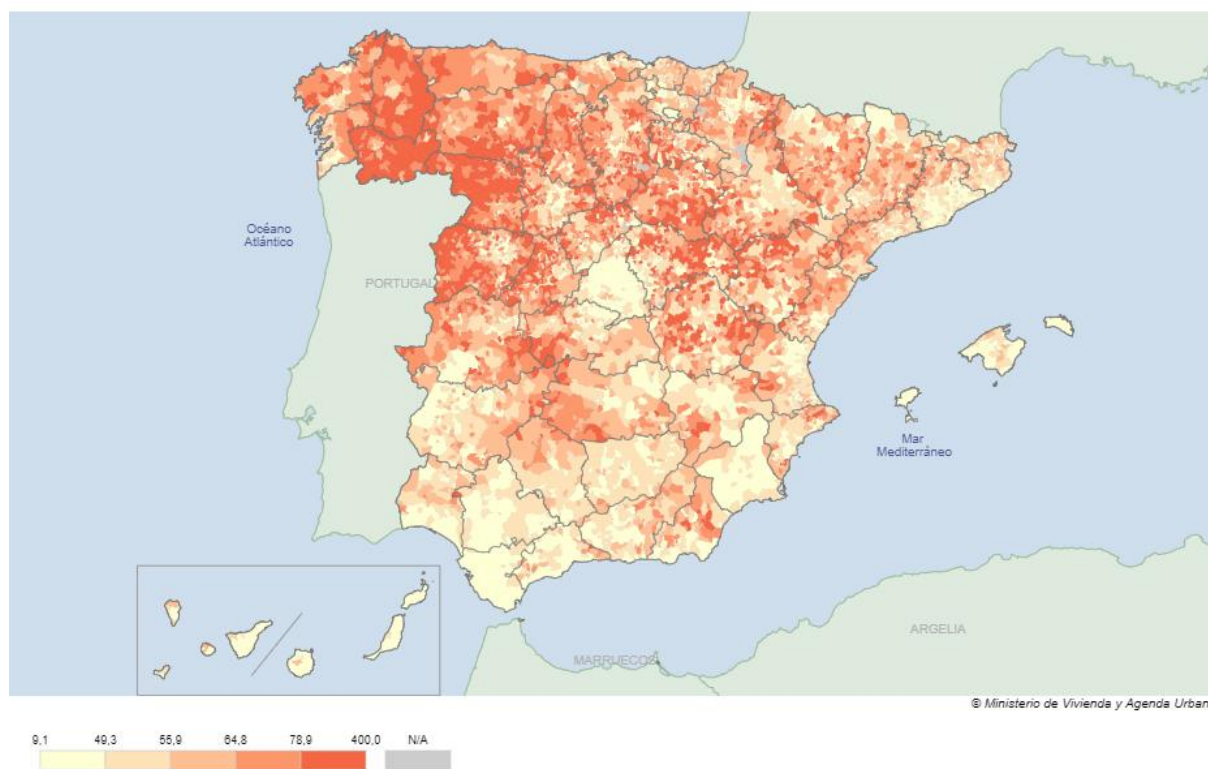 Océano
Atlántico
PORTUGAL
Mar
Mediterráneo
ARGELIA
MARRUECOS
© Ministerio de Vivienda y Agenda Urban
9,1 49,3 55,9 64,8 78,9 400,0 N/A